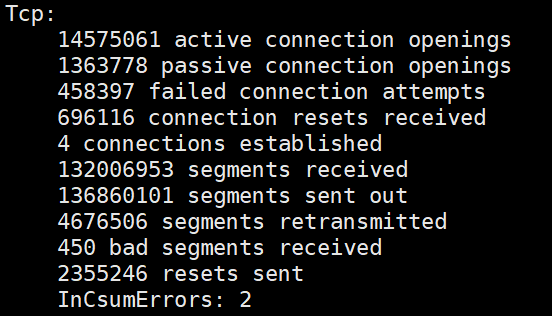 Tcp:
14575061 active connection openings
1363778 passive connection openings
458397 failed connection attempts
696116 connection resets received
4 connections established
132006953 segments received
136860101 segments sent out
4676506 segments retransmitted
450 bad segments received
2355246 resets sent
InCsumErrors: 2